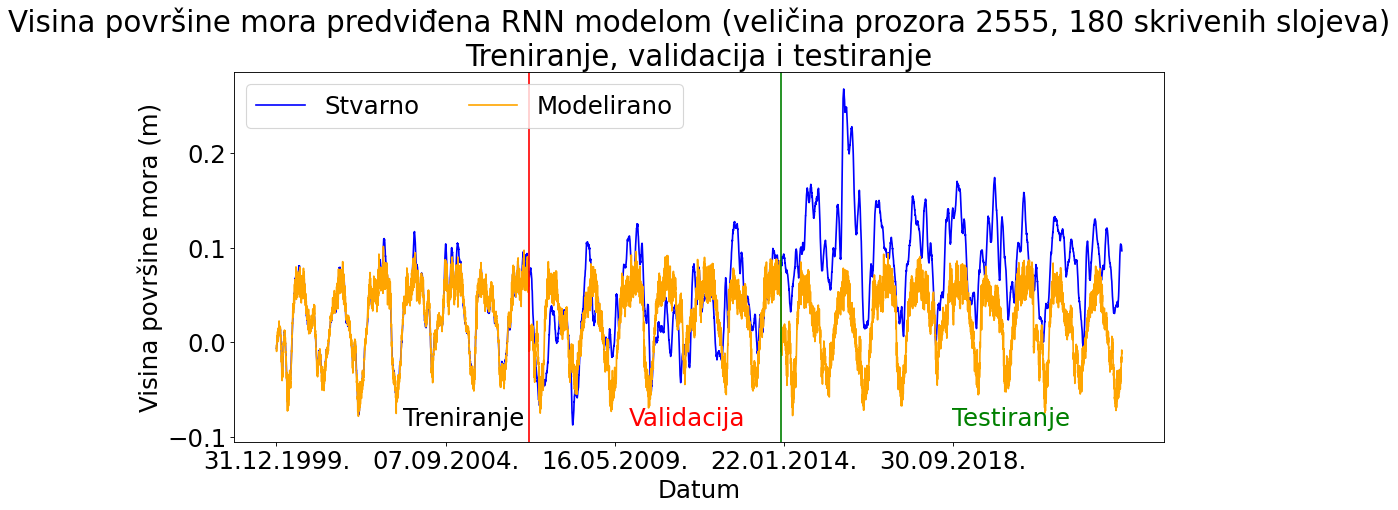 Visina površine mora predviđena RNN modelom (veličina prozora 2555, 180 skrivenih slojeva)
Treniranje, validacija i testiranje
Stvarno
Modelirano
Visina površine mora (m)
0.2
0.1
0.0
−0.1
Treniranje
Validacija
Testiranje
31.12.1999.
07.09.2004.
16.05.2009.
22.01.2014.
30.09.2018.
Datum